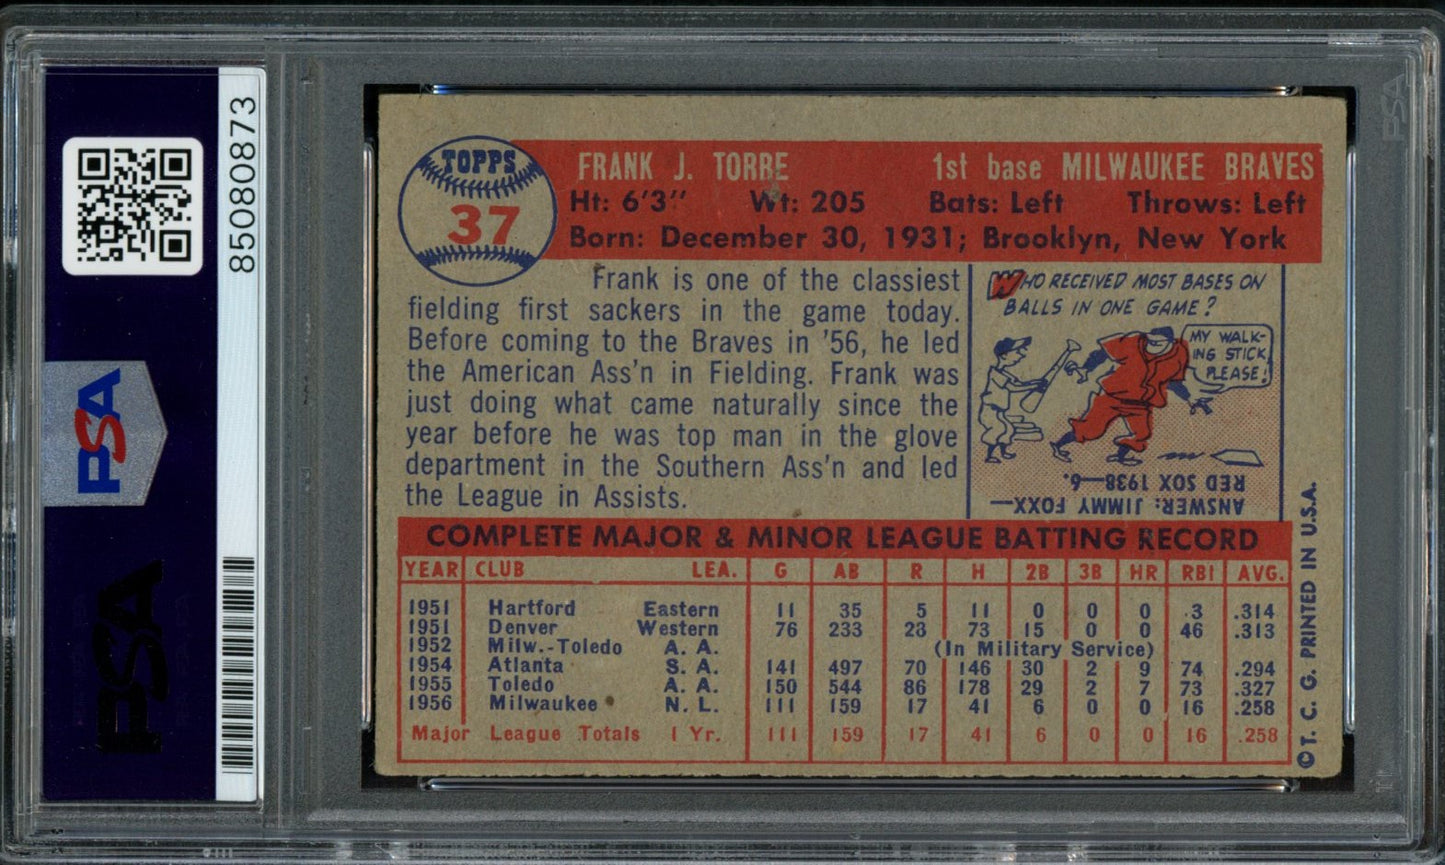 85080873
PSA
PSA
PSA
TOPPS
37
FRANK J. TORRE 1st base MILWAUKEE BRAVES
Ht: 6'3" Wt: 205 Bats: Left Throws: Left
Born: December 30, 1931; Brooklyn, New York
Frank is one of the classiest
fielding first sackers in the game today.
Before coming to the Braves in '56, he led
the American Ass'n in Fielding. Frank was
just doing what came naturally since the
year before he was top man in the glove
department in the Southern Ass'n and led
the League in Assists.
WHO RECEIVED MOST BASES ON
BALLS IN ONE GAME?
MY WALK-
ING STICK,
PLEASE!
ANSWER: JIMMY FOXX—
RED SOX 1938—6.
COMPLETE MAJOR & MINOR LEAGUE BATTING RECORD
YEAR CLUB LEA. G AB R H 2B 3B HR RBI AVG.
1951 Hartford Eastern 11 35 5 11 0 0 0 3 .314
1951 Denver Western 76 233 28 73 15 0 0 46 .313
1952 Milw.-Toledo A. A. (In Military Service)
1954 Atlanta S. A. 141 497 70 146 30 2 9 74 .294
1955 Toledo A. A. 150 544 86 178 29 2 7 73 .327
1956 Milwaukee N. L. 111 159 17 41 6 0 0 16 .258
Major League Totals 1 Yr. 111 159 17 41 6 0 0 16 .258
©T. C. G. PRINTED IN U.S.A.